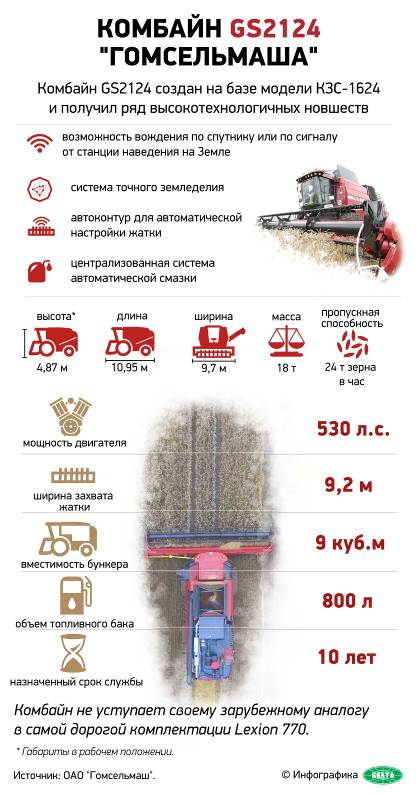 КОМБАЙН GS2124
"ГОМСЕЛЬМАША"
Комбайн GS2124 создан на базе модели КЗС-1624
и получил ряд высокотехнологичных новшеств
возможность вождения по спутнику или по сигналу
от станции наведения на Земле
система точного земледелия
автоконтур для автоматической
настройки жатки
централизованная система
автоматической смазки
высота*
4,87 м
длина
10,95 м
ширина
9,7 м
масса
18 т
пропускная
способность
24 т зерна
в час
мощность двигателя
530 л.с.
ширина захвата
жатки
9,2 м
вместимость бункера
9 куб.м
объем топливного бака
800 л
назначенный срок службы
10 лет
Комбайн не уступает своему зарубежному аналогу
в самой дорогой комплектации Lexion 770.
* Габариты в рабочем положении.
Источник: ОАО "Гомсельмаш".
© Инфографика
БЕЛТА